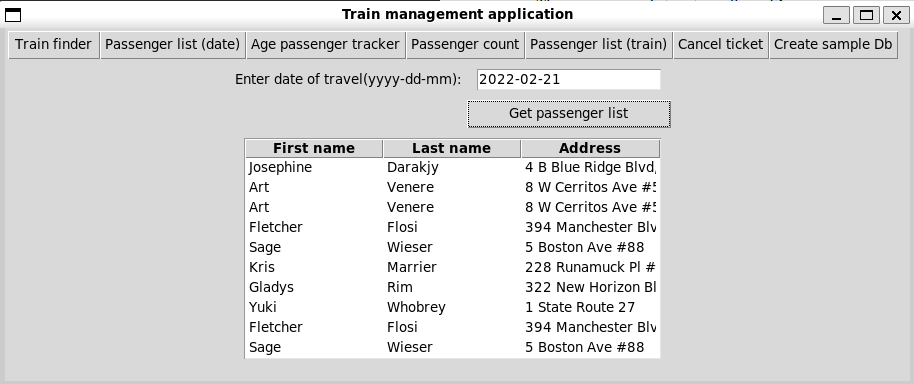 Train management application
Train finder Passenger list (date) Age passenger tracker Passenger count Passenger list (train) Cancel ticket Create sample Db
Enter date of travel(yyyy-dd-mm): 2022-02-21
Get passenger list
First name Last name Address
Josephine Darakjy 4 B Blue Ridge Blvd,
Art Venere 8 W Cerritos Ave #5
Art Venere 8 W Cerritos Ave #5
Fletcher Flosi 394 Manchester Blv
Sage Wieser 5 Boston Ave #88
Kris Marrier 228 Runamuck Pl #
Gladys Rim 322 New Horizon Bl
Yuki Whobrey 1 State Route 27
Fletcher Flosi 394 Manchester Blv
Sage Wieser 5 Boston Ave #88